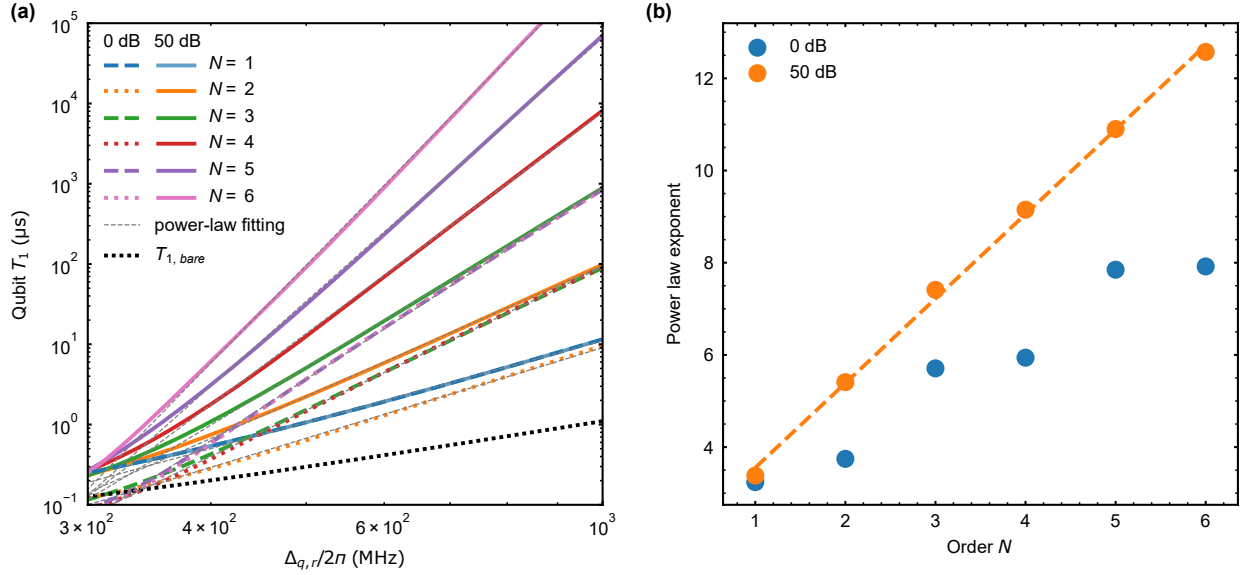 (a)
10^5
10^4
10^3
10^2
10^1
10^0
10^−1
Qubit T_1 (μs)
0 dB 50 dB
N = 1
N = 2
N = 3
N = 4
N = 5
N = 6
power-law fitting
T_1, bare
3 × 10^2
4 × 10^2
6 × 10^2
10^3
Δ_q,r/2π (MHz)
(b)
0 dB
50 dB
12
10
8
6
4
Power law exponent
1 2 3 4 5 6
Order N